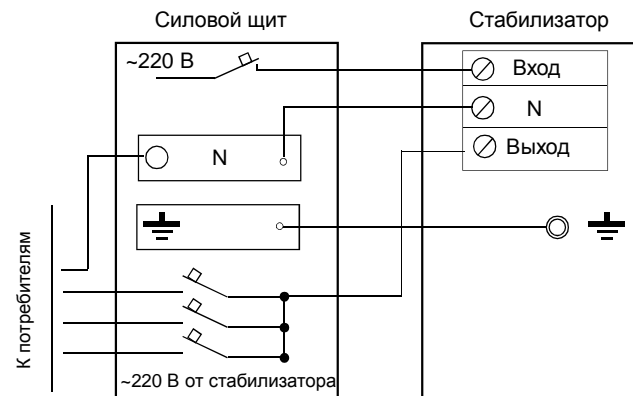 Силовой щит
Стабилизатор
~220 В
Вход
N
N
Выход
К потребителям
~220 В от стабилизатора